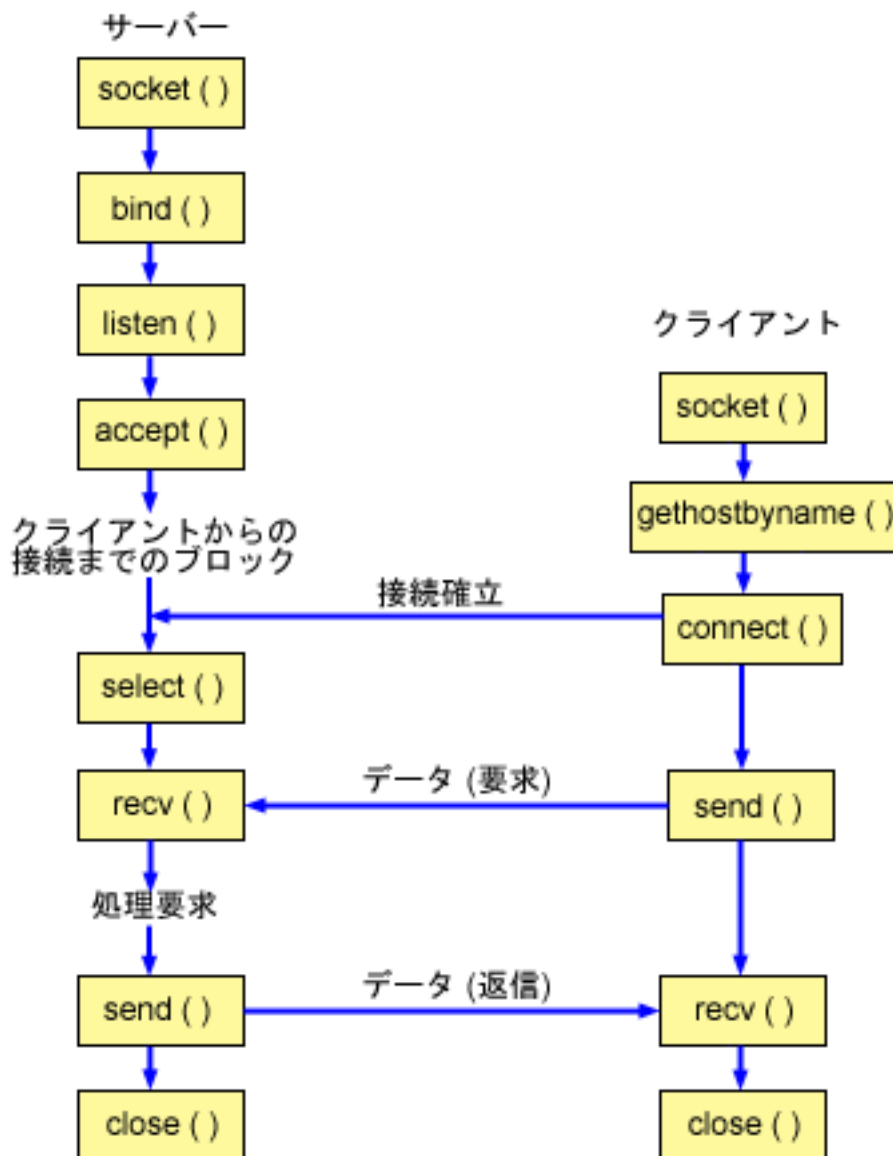 サーバー
socket ( )
bind ( )
listen ( )
accept ( )
クライアントからの
接続までのブロック
select ( )
recv ( )
処理要求
send ( )
close ( )
接続確立
データ (要求)
データ (返信)
クライアント
socket ( )
gethostbyname ( )
connect ( )
send ( )
recv ( )
close ( )